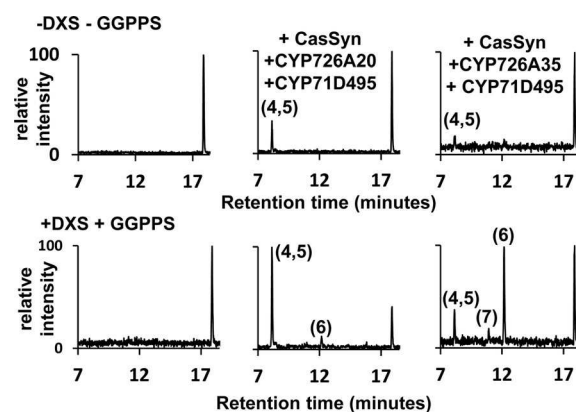 -DXS - GGPPS
relative
intensity
100
0
7 12 17
+ CasSyn
+CYP726A20
+CYP71D495
(4,5)
7 12 17
+ CasSyn
+CYP726A35
+ CYP71D495
(4,5)
7 12 17
Retention time (minutes)
+DXS + GGPPS
relative
intensity
100
0
7 12 17
(4,5)
(6)
7 12 17
(6)
(4,5)
(7)
7 12 17
Retention time (minutes)